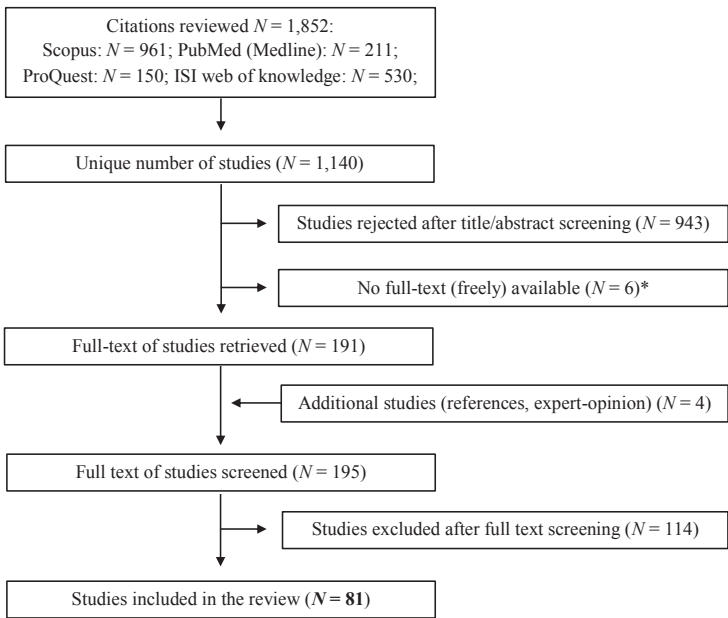 Citations reviewed N = 1,852:
Scopus: N = 961; PubMed (Medline): N = 211;
ProQuest: N = 150; ISI web of knowledge: N = 530;
Unique number of studies (N = 1,140)
Studies rejected after title/abstract screening (N = 943)
No full-text (freely) available (N = 6)*
Full-text of studies retrieved (N = 191)
Additional studies (references, expert-opinion) (N = 4)
Full text of studies screened (N = 195)
Studies excluded after full text screening (N = 114)
Studies included in the review (N = 81)